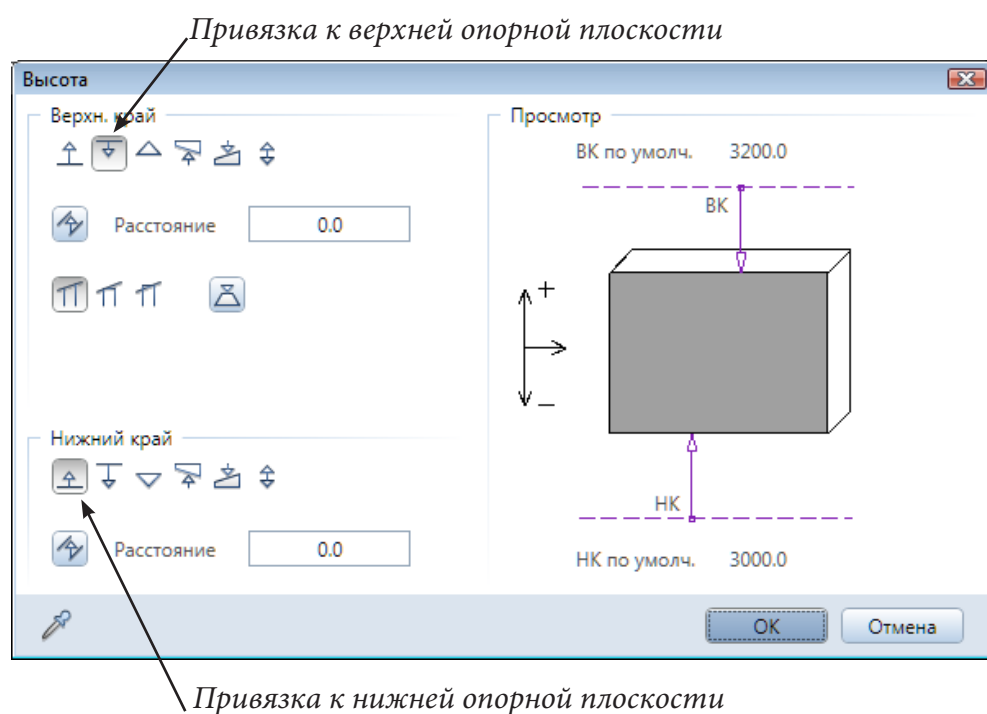 Привязка к верхней опорной плоскости
Высота
Верхн. край
Расстояние 0.0
Нижний край
Расстояние 0.0
Просмотр
ВК по умолч. 3200.0
ВК
+
−
НК
НК по умолч. 3000.0
ОК Отмена
Привязка к нижней опорной плоскости